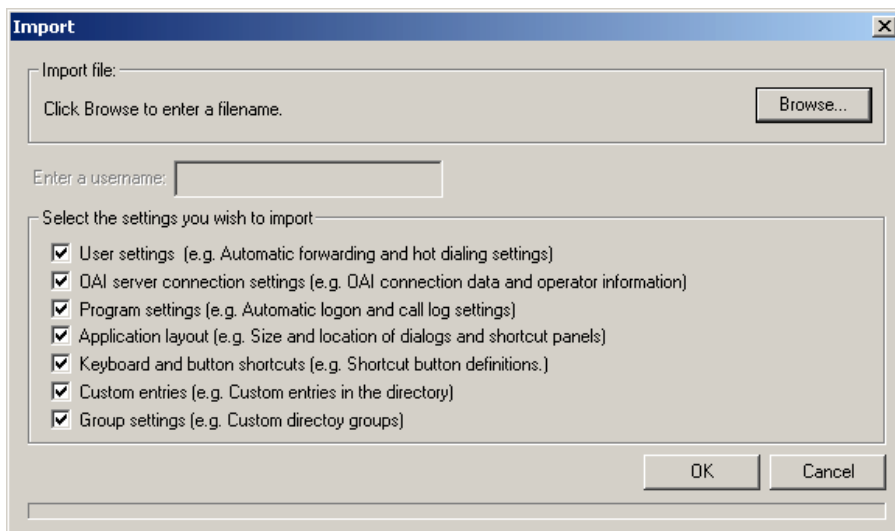 Import
Import file:
Click Browse to enter a filename.
Browse...
Enter a username:
Select the settings you wish to import
User settings (e.g. Automatic forwarding and hot dialing settings)
OAI server connection settings (e.g. OAI connection data and operator information)
Program settings (e.g. Automatic logon and call log settings)
Application layout (e.g. Size and location of dialogs and shortcut panels)
Keyboard and button shortcuts (e.g. Shortcut button definitions.)
Custom entries (e.g. Custom entries in the directory)
Group settings (e.g. Custom directoy groups)
OK
Cancel